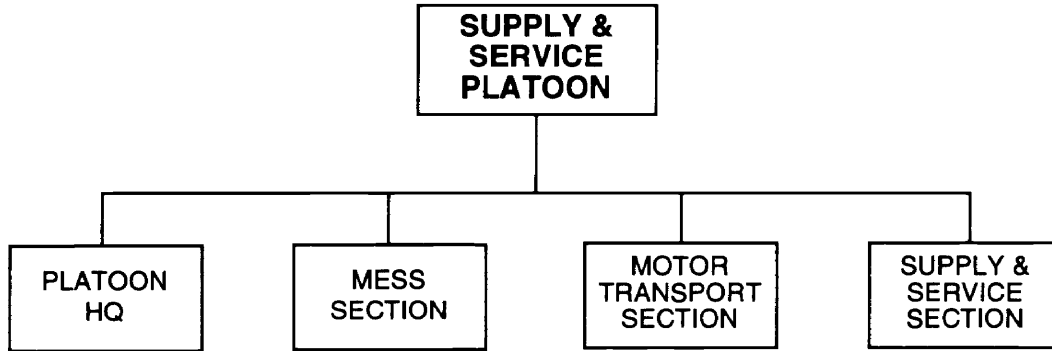 SUPPLY &
SERVICE
PLATOON
PLATOON
HQ
MESS
SECTION
MOTOR
TRANSPORT
SECTION
SUPPLY &
SERVICE
SECTION